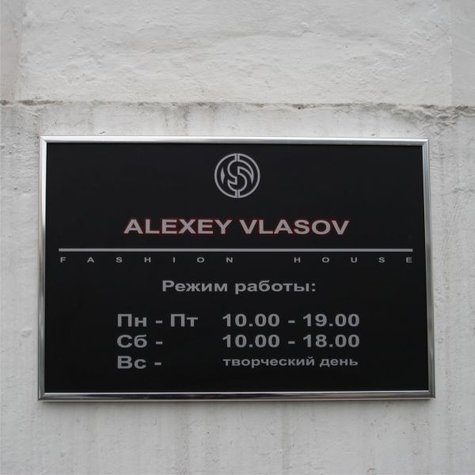 ALEXEY VLASOV
FASHION HOUSE
Режим работы:
Пн - Пт 10.00 - 19.00
Сб - 10.00 - 18.00
Вс - творческий день